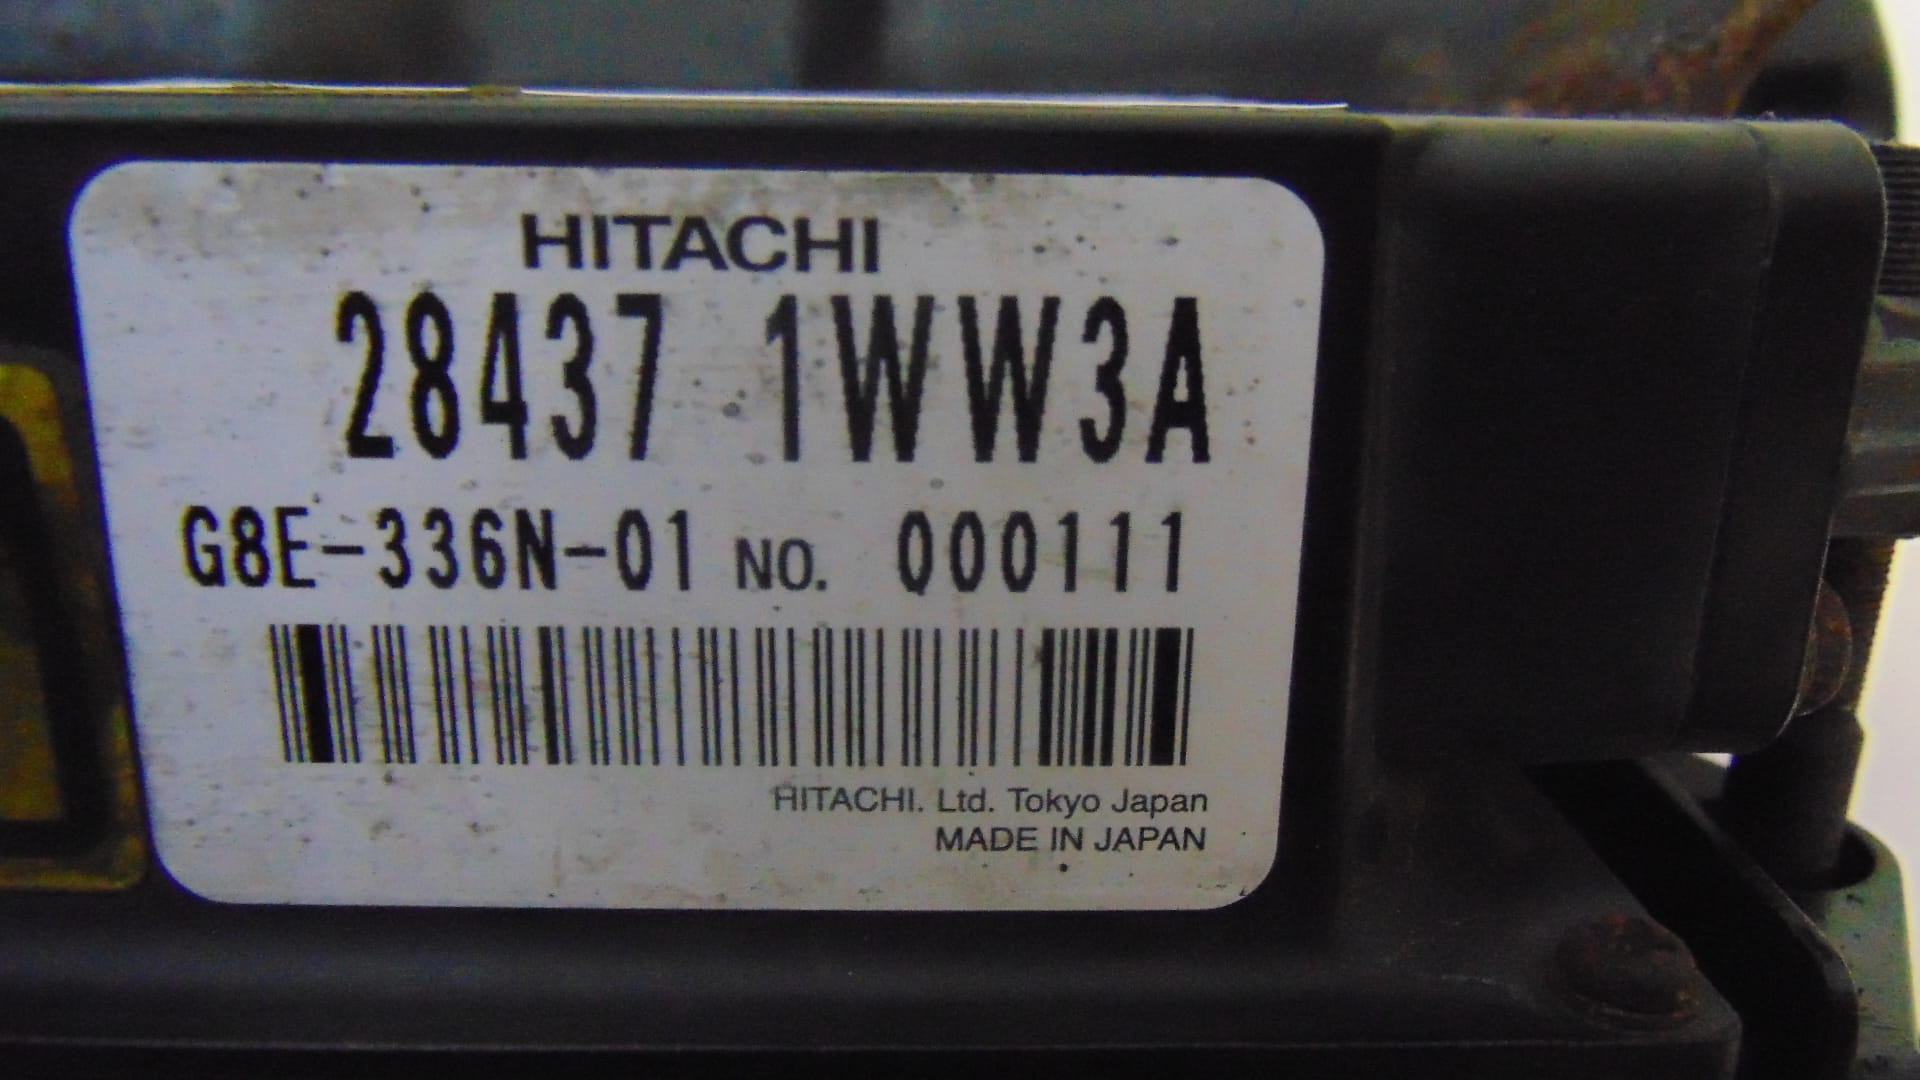 HITACHI
28437 1WW3A
G8E-336N-01 NO. 000111
HITACHI. Ltd. Tokyo Japan
MADE IN JAPAN